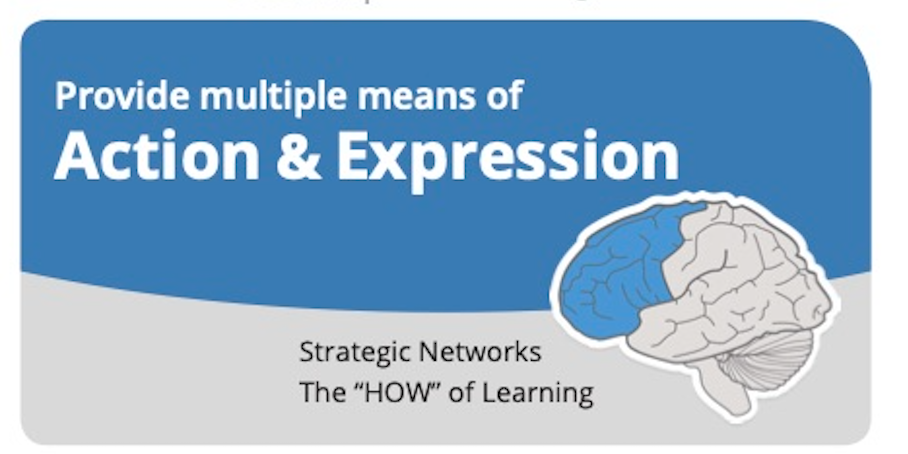 Provide multiple means of
Action & Expression
Strategic Networks
The “HOW” of Learning